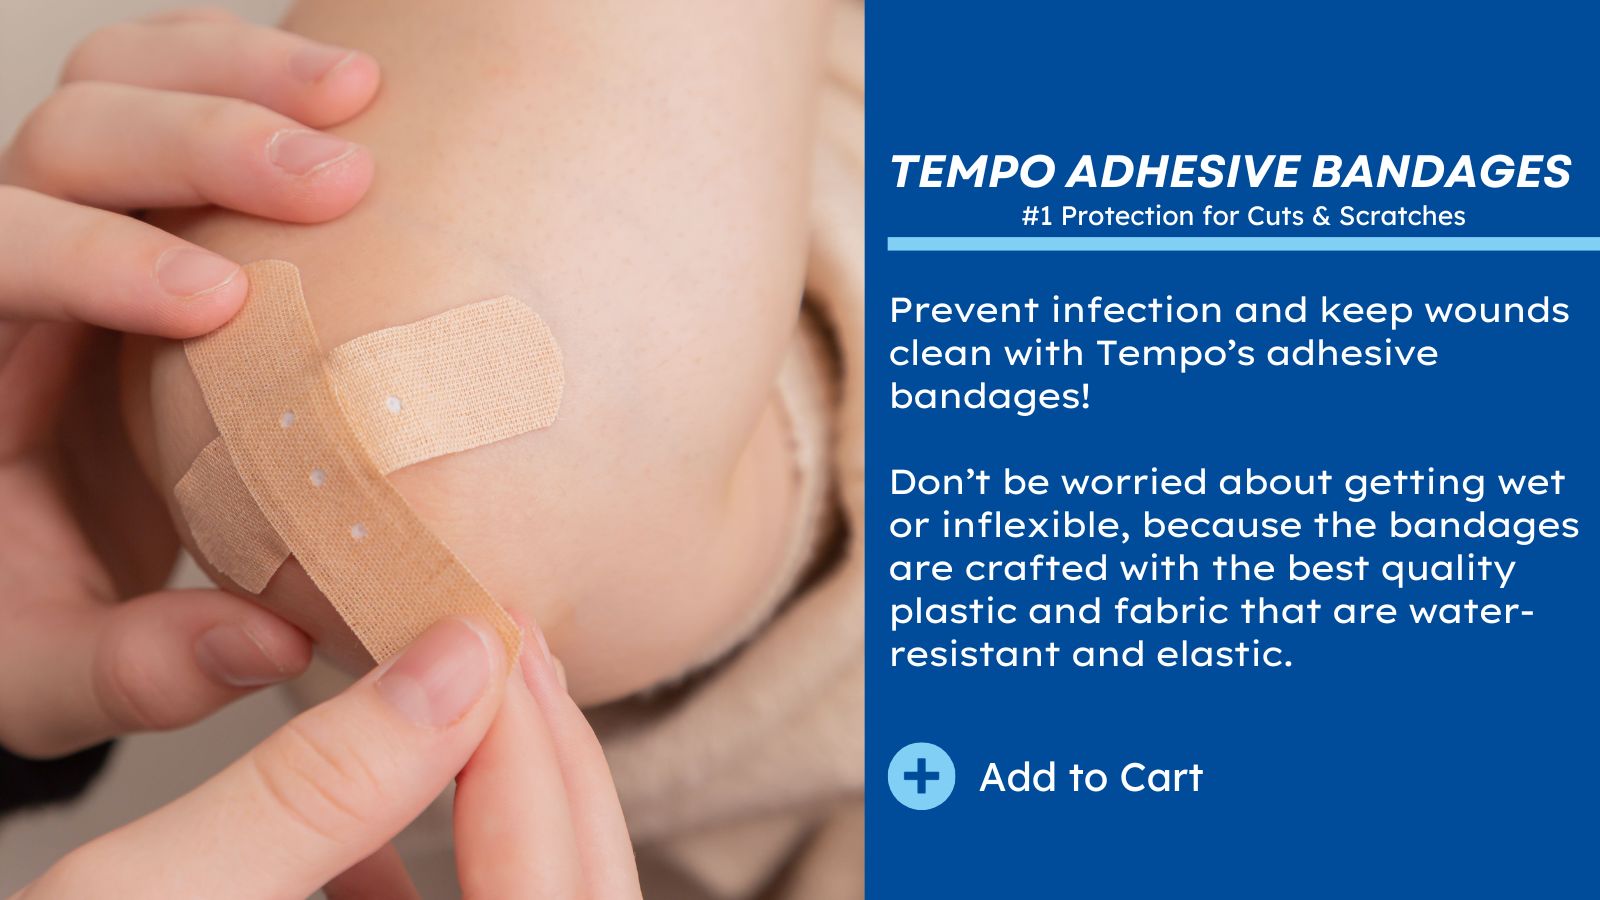 TEMPO ADHESIVE BANDAGES
#1 Protection for Cuts & Scratches
Prevent infection and keep wounds
clean with Tempo’s adhesive
bandages!
Don’t be worried about getting wet
or inflexible, because the bandages
are crafted with the best quality
plastic and fabric that are water-
resistant and elastic.
Add to Cart